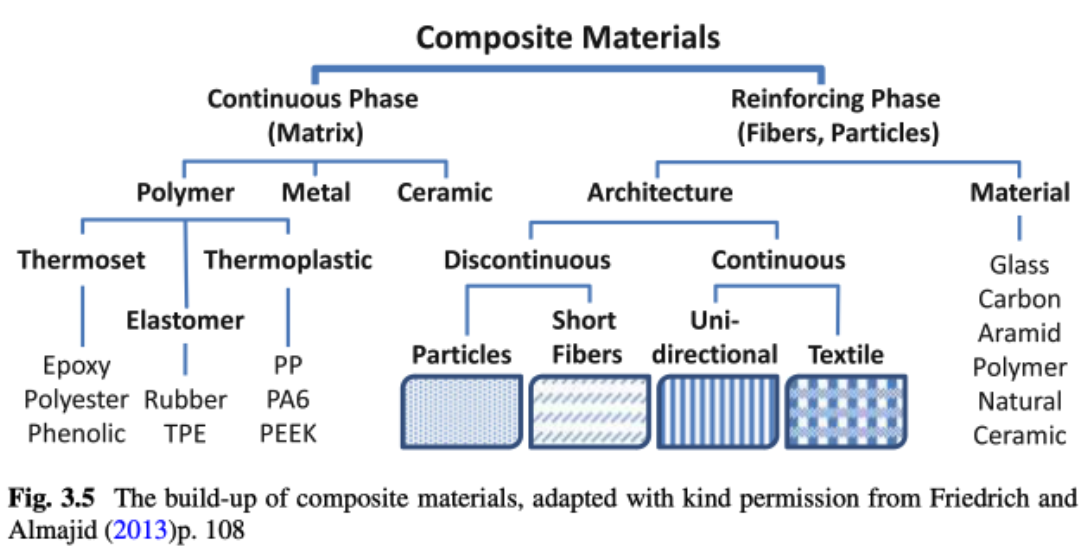 Composite Materials
Continuous Phase
(Matrix)
Reinforcing Phase
(Fibers, Particles)
Polymer
Metal
Ceramic
Architecture
Material
Thermoset
Thermoplastic
Elastomer
Discontinuous
Continuous
Epoxy
Polyester
Phenolic
Rubber
TPE
PP
PA6
PEEK
Particles
Short
Fibers
Uni-
directional
Textile
Glass
Carbon
Aramid
Polymer
Natural
Ceramic
Fig. 3.5 The build-up of composite materials, adapted with kind permission from Friedrich and
Almajid (2013)p. 108